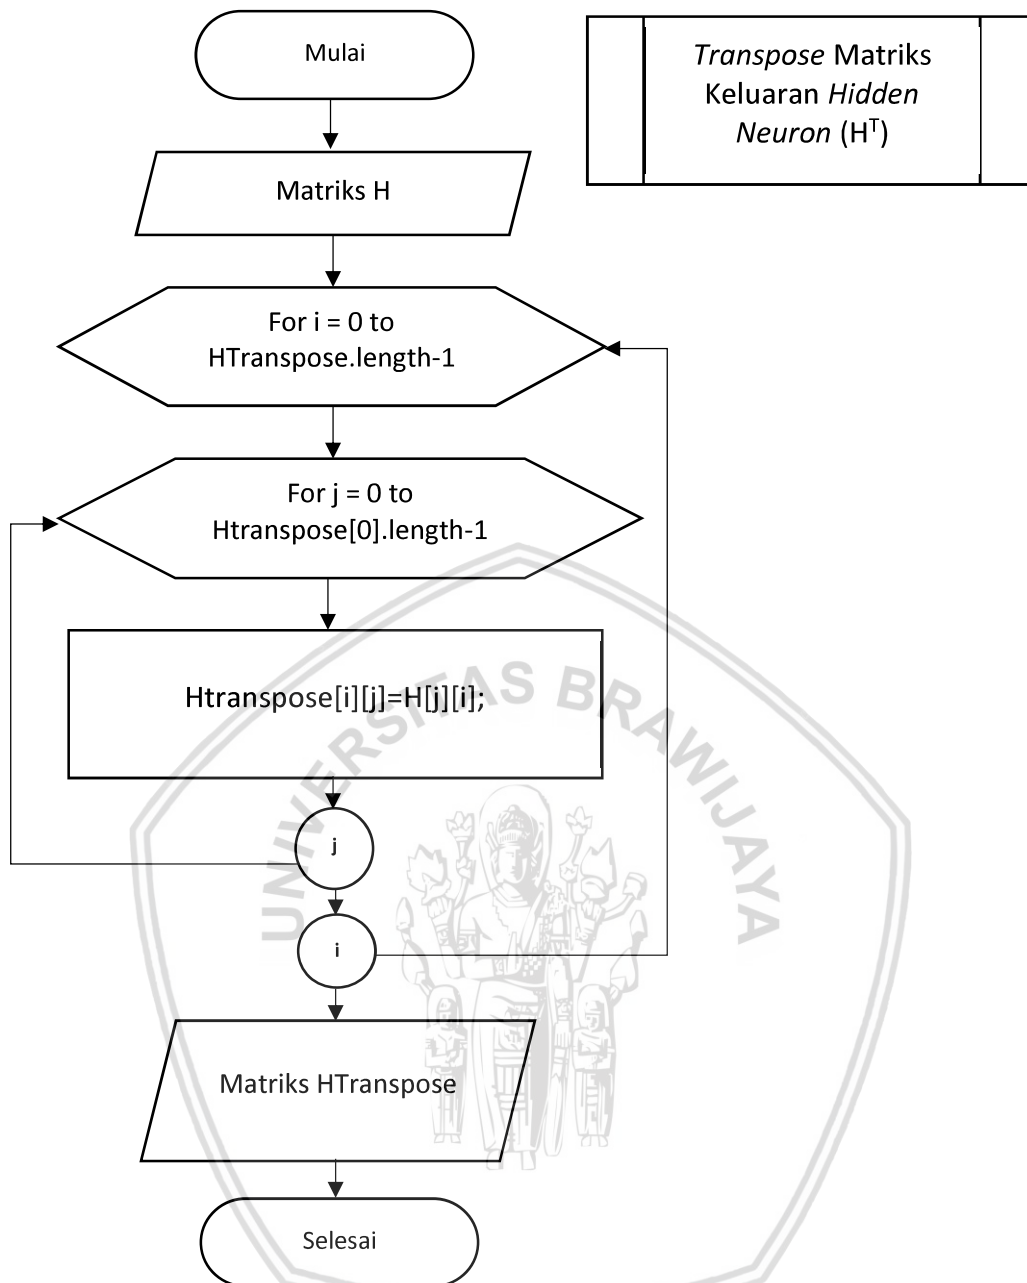 Mulai
Transpose Matriks
Keluaran Hidden
Neuron (Hᵀ)
Matriks H
For i = 0 to
HTranspose.length-1
For j = 0 to
Htranspose[0].length-1
Htranspose[i][j]=H[j][i];
j
i
Matriks HTranspose
Selesai
UNIVERSITAS BRAWIJAYA